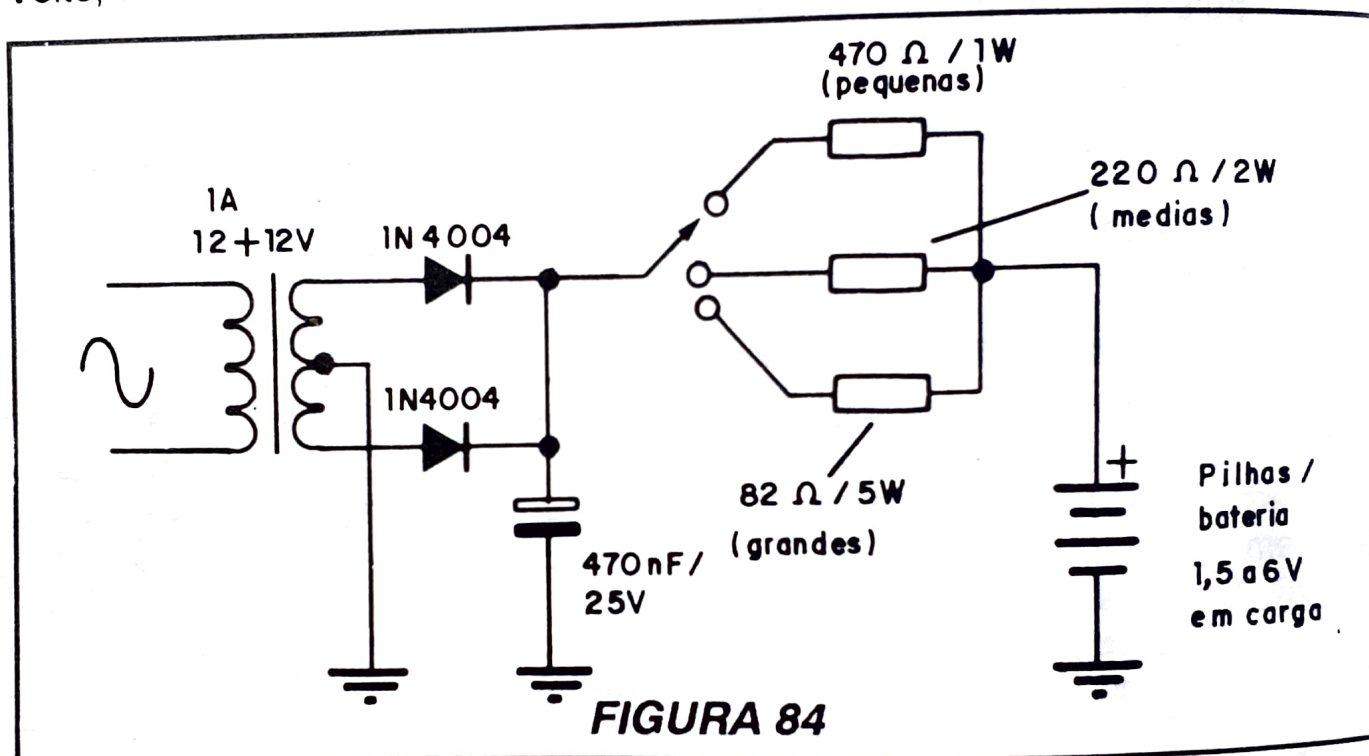 470 Ω / 1W
(pequenas)
220 Ω / 2W
( medias )
1A
12+12V
1N4004
1N4004
82 Ω / 5W
(grandes)
470nF/
25V
+
Pilhas /
bateria
1,5 a 6V
em carga
FIGURA 84